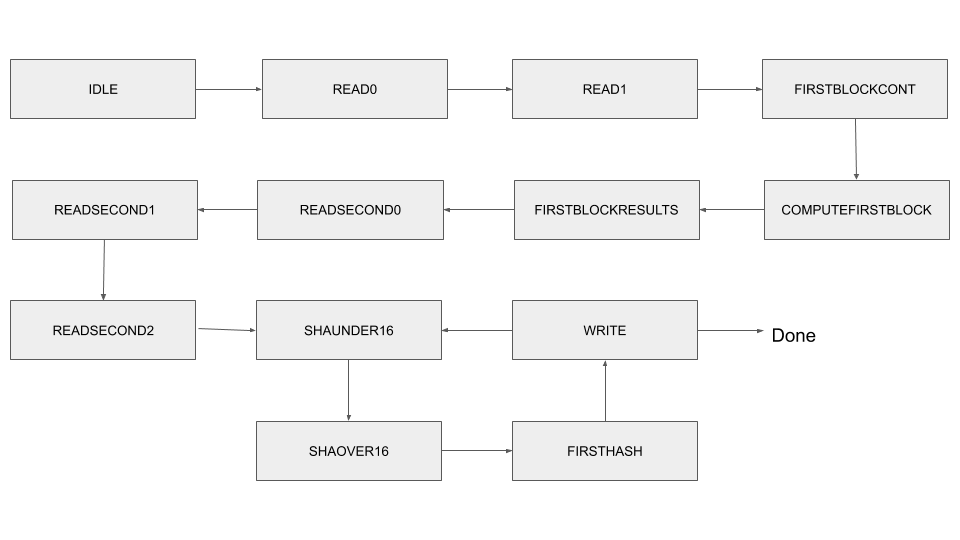 IDLE
READ0
READ1
FIRSTBLOCKCONT
READSECOND1
READSECOND0
FIRSTBLOCKRESULTS
COMPUTEFIRSTBLOCK
READSECOND2
SHAUNDER16
WRITE
Done
SHAOVER16
FIRSTHASH